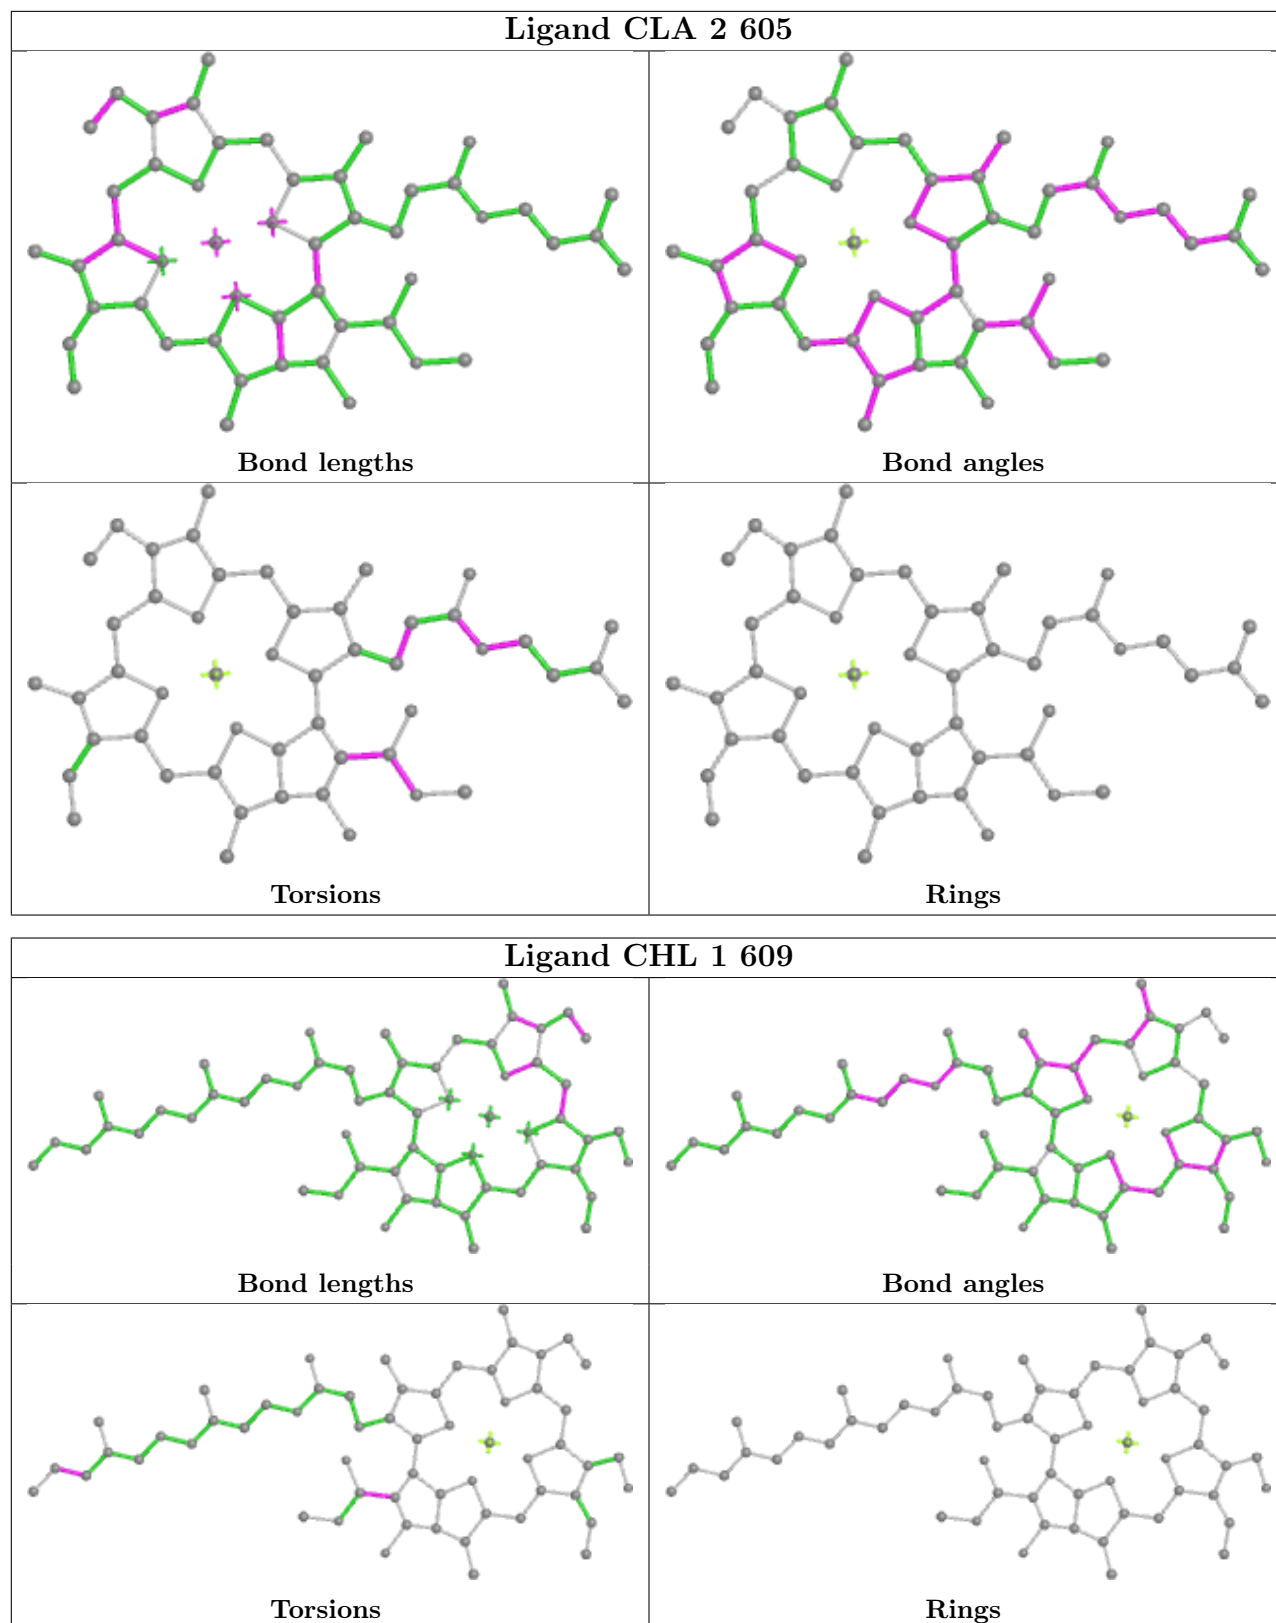 Ligand CLA 2 605
Bond lengths
Bond angles
Torsions
Rings
Ligand CHL 1 609
Bond lengths
Bond angles
Torsions
Rings